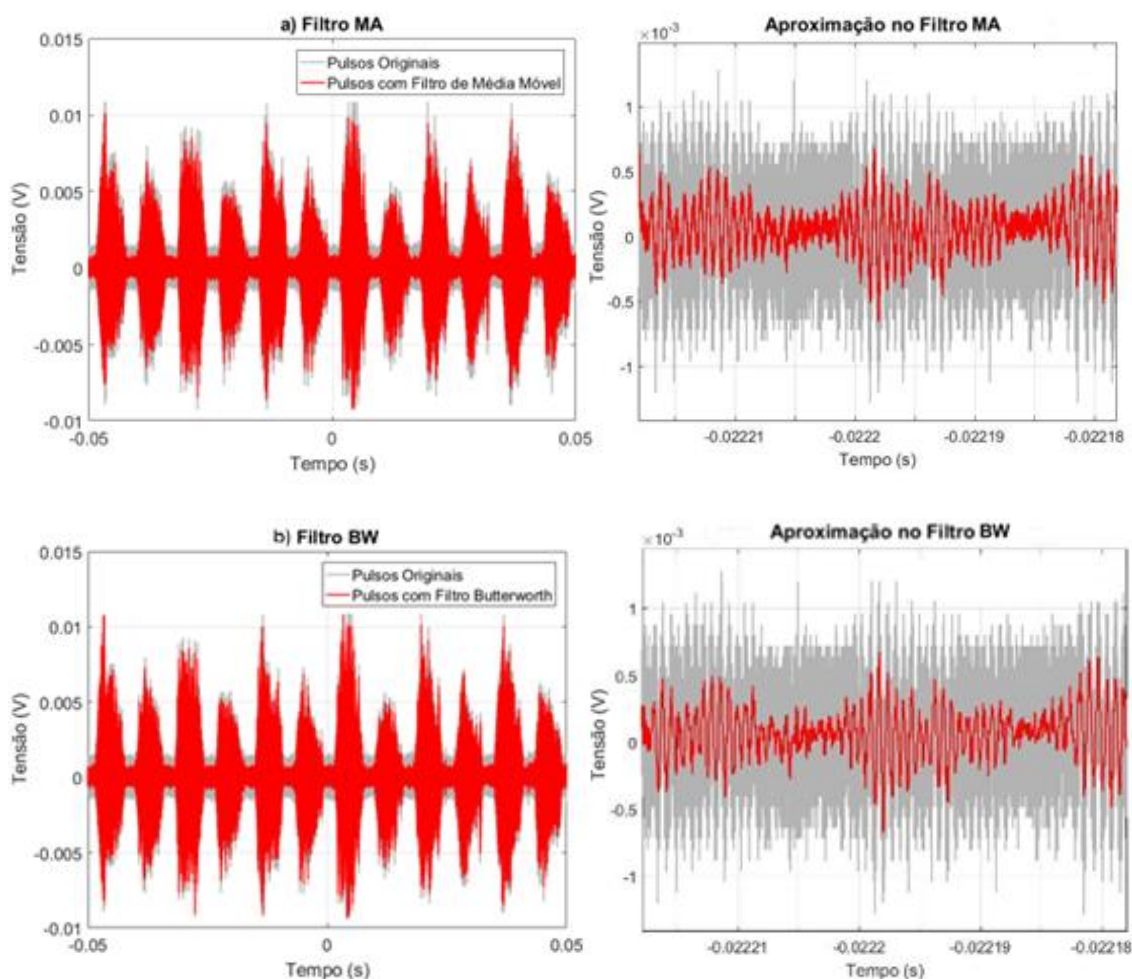 a) Filtro MA
0.015
Pulsos Originais
Pulsos com Filtro de Média Móvel
0.01
0.005
0
-0.005
-0.01
Tensão (V)
-0.05
0
0.05
Tempo (s)
Aproximação no Filtro MA
×10⁻³
1
0.5
0
-0.5
-1
Tensão (V)
-0.02221
-0.0222
-0.02219
-0.02218
Tempo (s)
b) Filtro BW
0.015
Pulsos Originais
Pulsos com Filtro Butterworth
0.01
0.005
0
-0.005
-0.01
Tensão (V)
-0.05
0
0.05
Tempo (s)
Aproximação no Filtro BW
×10⁻³
1
0.5
0
-0.5
-1
Tensão (V)
-0.02221
-0.0222
-0.02219
-0.02218
Tempo (s)